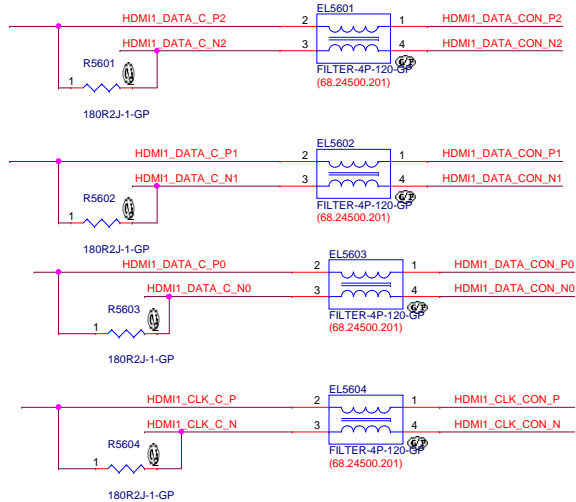 EL5601
HDMI1_DATA_C_P2 2 1 HDMI1_DATA_CON_P2
HDMI1_DATA_C_N2 3 4 HDMI1_DATA_CON_N2
R5601
FILTER-4P-120-GP
1 2
(68.24500.201)
180R2J-1-GP
EL5602
HDMI1_DATA_C_P1 2 1 HDMI1_DATA_CON_P1
HDMI1_DATA_C_N1 3 4 HDMI1_DATA_CON_N1
R5602
FILTER-4P-120-GP
1 2
(68.24500.201)
180R2J-1-GP
EL5603
HDMI1_DATA_C_P0 2 1 HDMI1_DATA_CON_P0
HDMI1_DATA_C_N0 3 4 HDMI1_DATA_CON_N0
R5603
FILTER-4P-120-GP
1 2
(68.24500.201)
180R2J-1-GP
EL5604
HDMI1_CLK_C_P 2 1 HDMI1_CLK_CON_P
HDMI1_CLK_C_N 3 4 HDMI1_CLK_CON_N
R5604
FILTER-4P-120-GP
1 2
(68.24500.201)
180R2J-1-GP